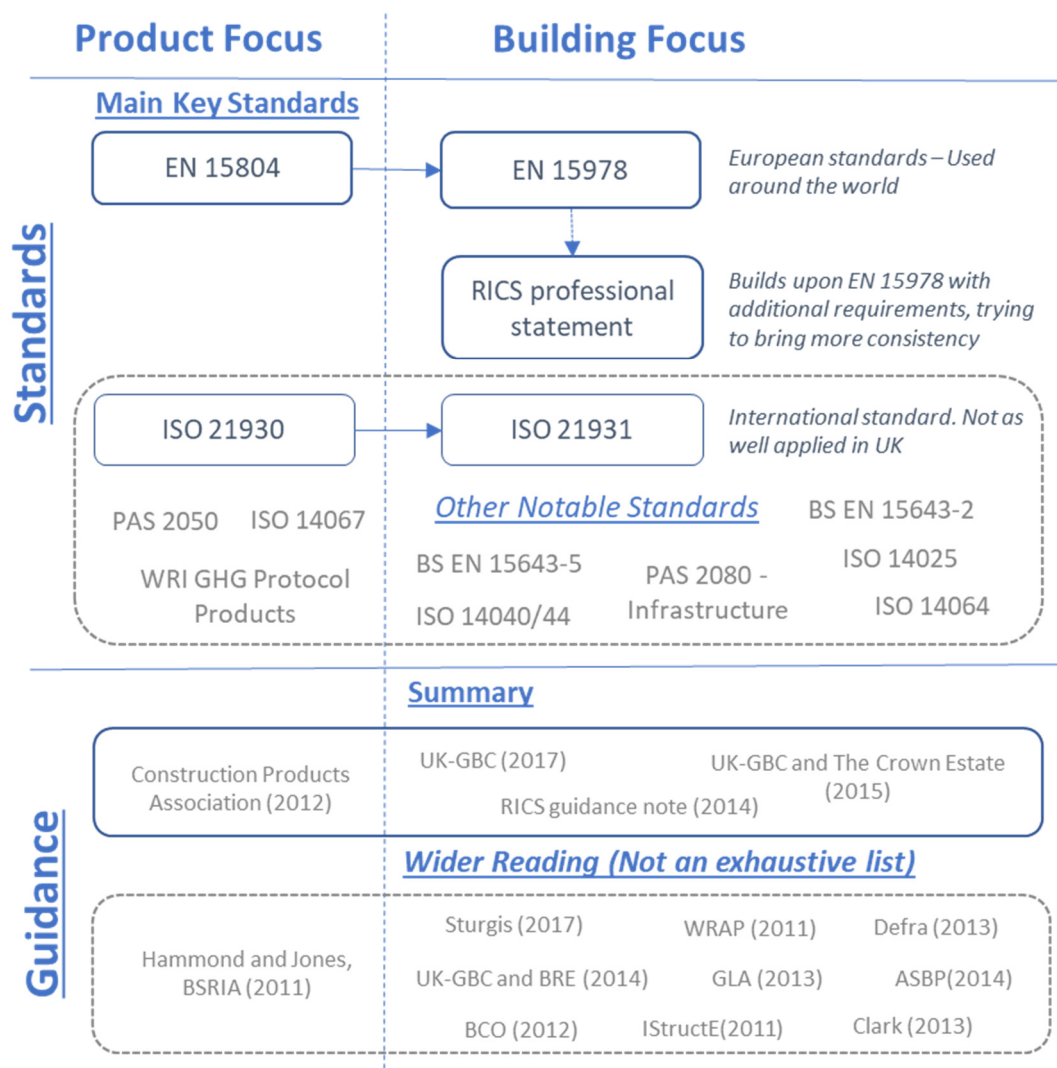 Product Focus
Building Focus
Main Key Standards
Standards
EN 15804
EN 15978
European standards – Used
around the world
RICS professional
statement
Builds upon EN 15978 with
additional requirements, trying
to bring more consistency
ISO 21930
ISO 21931
International standard. Not as
well applied in UK
PAS 2050
ISO 14067
WRI GHG Protocol
Products
Other Notable Standards
BS EN 15643-2
BS EN 15643-5
PAS 2080 -
Infrastructure
ISO 14025
ISO 14040/44
ISO 14064
Summary
Guidance
Construction Products
Association (2012)
UK-GBC (2017)
UK-GBC and The Crown Estate
(2015)
RICS guidance note (2014)
Wider Reading (Not an exhaustive list)
Hammond and Jones,
BSRIA (2011)
Sturgis (2017)
WRAP (2011)
Defra (2013)
UK-GBC and BRE (2014)
GLA (2013)
ASBP(2014)
BCO (2012)
IStructE(2011)
Clark (2013)